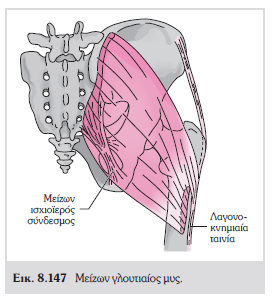 Μείζων
ισχιοϊερός
σύνδεσμος
Λαγονο-
κνημιαία
ταινία
Εικ. 8.147 Μείζων γλουτιαίος μυς.